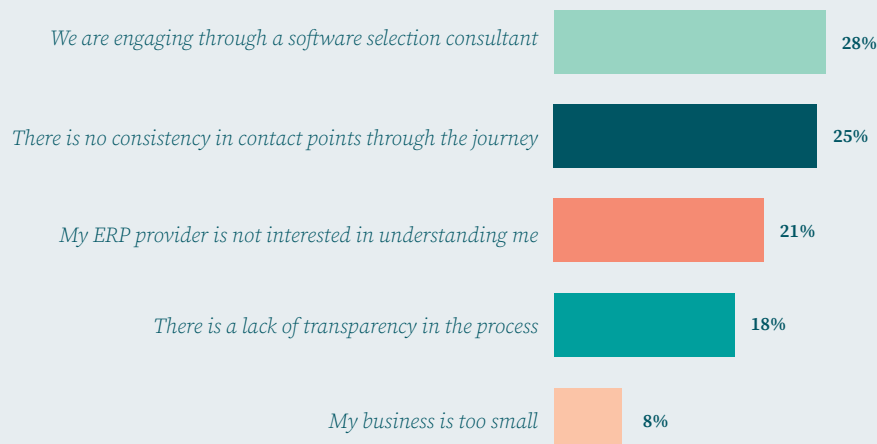 We are engaging through a software selection consultant 28%
There is no consistency in contact points through the journey 25%
My ERP provider is not interested in understanding me 21%
There is a lack of transparency in the process 18%
My business is too small 8%